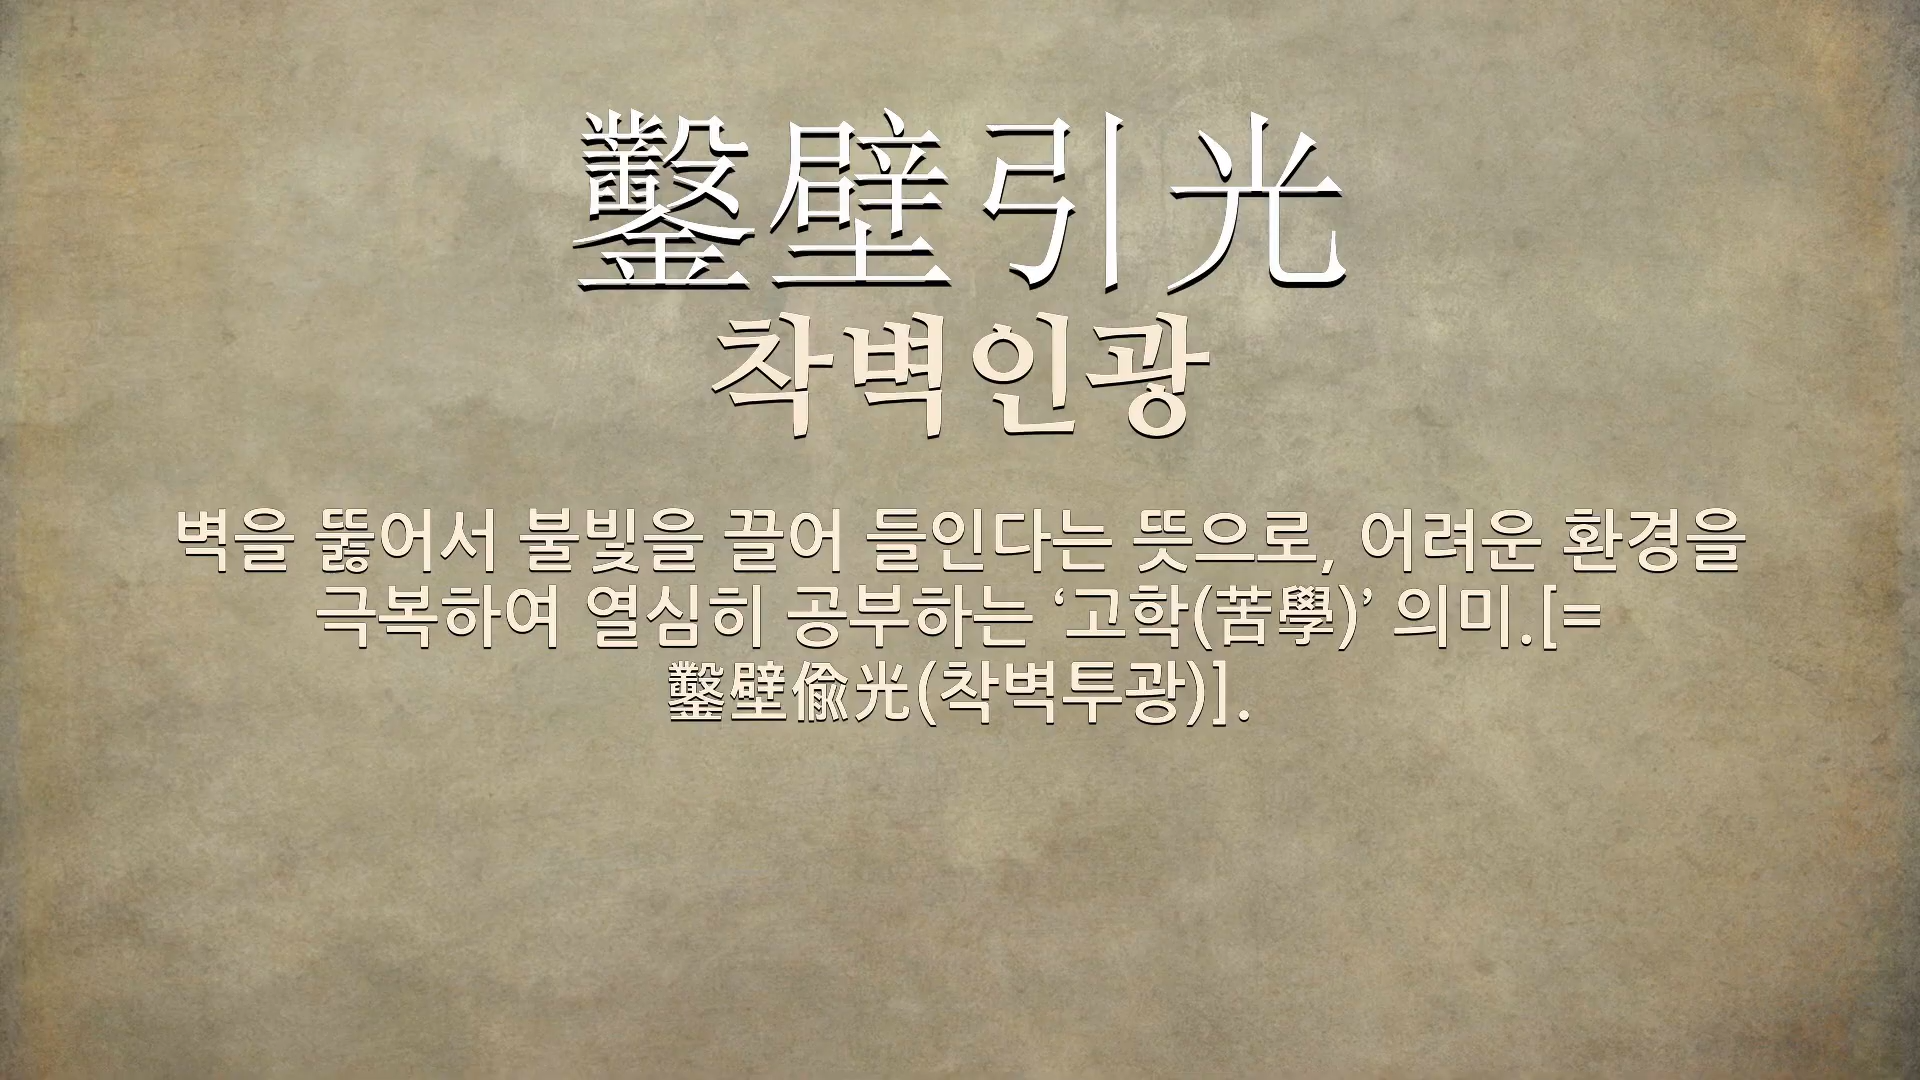 鑿壁引光
착벽인광
벽을 뚫어서 불빛을 끌어 들인다는 뜻으로, 어려운 환경을
극복하여 열심히 공부하는 ‘고학(苦學)’ 의미.[=
鑿壁偸光(착벽투광)].